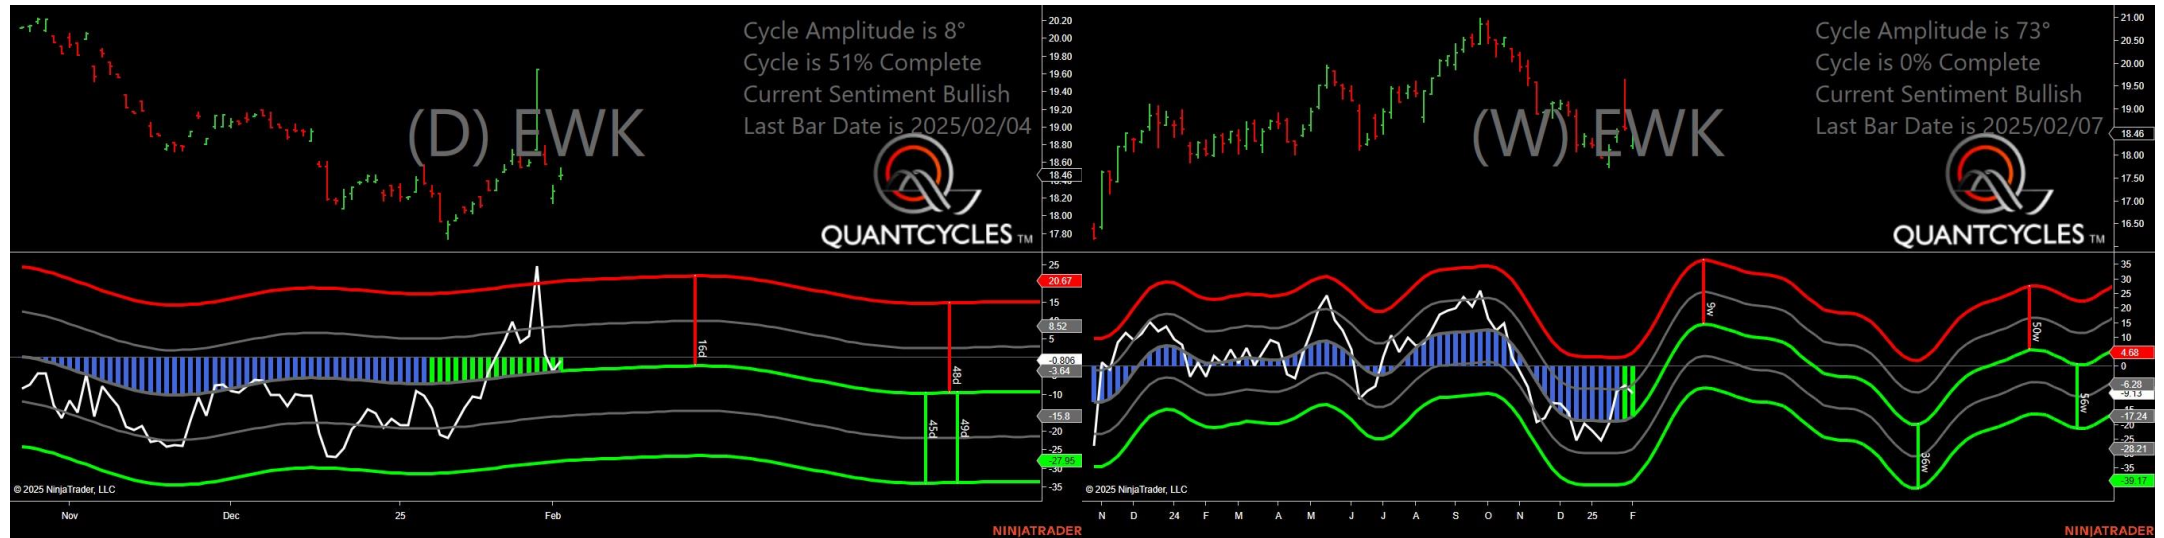 Cycle Amplitude is 8°
Cycle is 51% Complete
Current Sentiment Bullish
Last Bar Date is 2025/02/04
(D) EWK
QUANTCYCLES TM
20.20
20.00
19.80
19.60
19.40
19.20
19.00
18.80
18.60
18.46
18.20
18.00
17.80
25
20.67
15
8.52
5
-0.806
-3.64
-10
-15.8
-20
-27.95
-30
-35
16d
48d
45d
49d
© 2025 NinjaTrader, LLC
Nov
Dec
25
Feb
NINJATRADER
Cycle Amplitude is 73°
Cycle is 0% Complete
Current Sentiment Bullish
Last Bar Date is 2025/02/07
(W) EWK
QUANTCYCLES TM
21.00
20.50
20.00
19.50
19.00
18.46
18.00
17.50
17.00
16.50
35
30
25
20
15
10
4.68
0
-6.28
-9.13
-17.24
-20
-25
-28.21
-35
-39.17
9w
50w
36w
56w
© 2025 NinjaTrader, LLC
N D 24 F M A M J J A S O N D 25 F
NINJATRADER